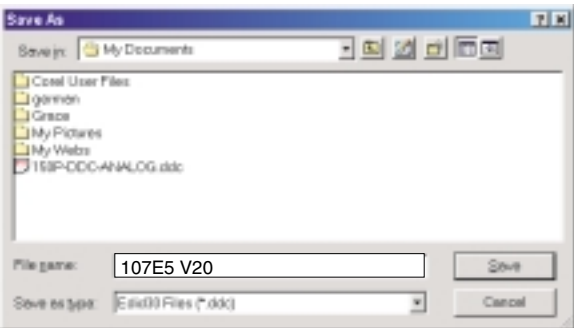 Save As
Save in: My Documents
Corel User Files
german
Grace
My Pictures
My Webs
150P-DDC-ANALOG.ddc
File name: 107E5 V20 Save
Save as type: Files (*.ddc) Cancel